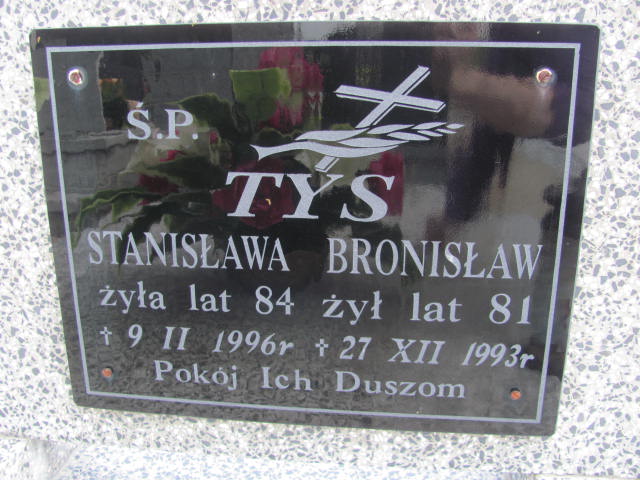 Ś.P.
TYS
STANISŁAWA BRONISŁAW
żyła lat 84 żył lat 81
† 9 II 1996r † 27 XII 1993r
Pokój Ich Duszom